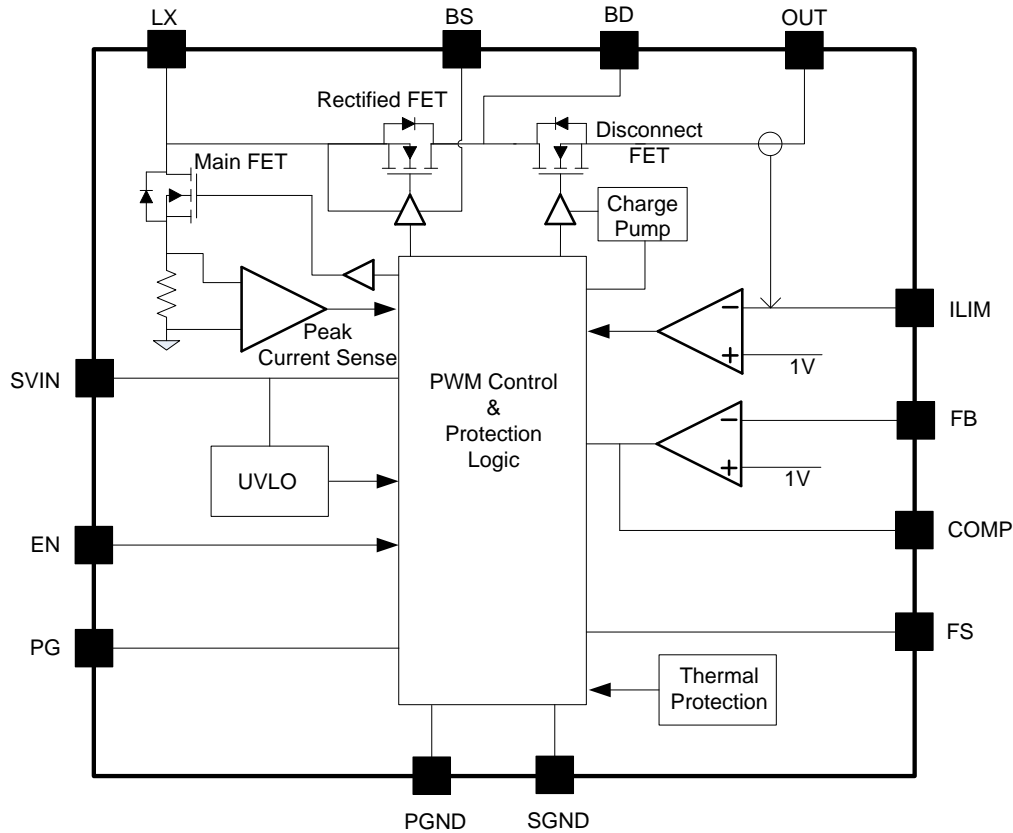 LX
BS
BD
OUT
Rectified FET
Disconnect
FET
Main FET
Charge
Pump
ILIM
Peak
Current Sense
1V
SVIN
PWM Control
&
Protection
Logic
FB
UVLO
1V
COMP
EN
FS
PG
Thermal
Protection
PGND
SGND